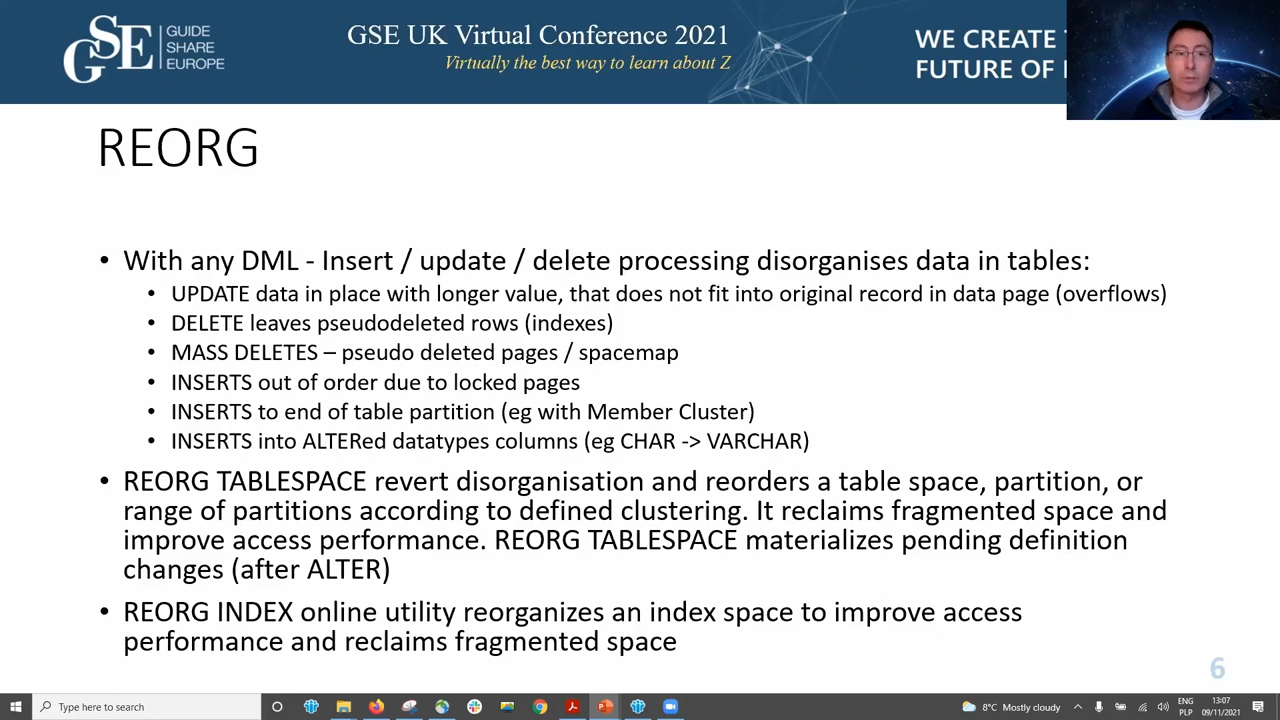 GSE
GUIDE
SHARE
EUROPE
GSE UK Virtual Conference 2021
Virtually the best way to learn about Z
WE CREATE
FUTURE OF
REORG
• With any DML - Insert / update / delete processing disorganises data in tables:
• UPDATE data in place with longer value, that does not fit into original record in data page (overflows)
• DELETE leaves pseudodeleted rows (indexes)
• MASS DELETES – pseudo deleted pages / spacemap
• INSERTS out of order due to locked pages
• INSERTS to end of table partition (eg with Member Cluster)
• INSERTS into ALTERed datatypes columns (eg CHAR -> VARCHAR)
• REORG TABLESPACE revert disorganisation and reorders a table space, partition, or
range of partitions according to defined clustering. It reclaims fragmented space and
improve access performance. REORG TABLESPACE materializes pending definition
changes (after ALTER)
• REORG INDEX online utility reorganizes an index space to improve access
performance and reclaims fragmented space
6
Type here to search
8°C Mostly cloudy
ENG
PLP
13:07
09/11/2021